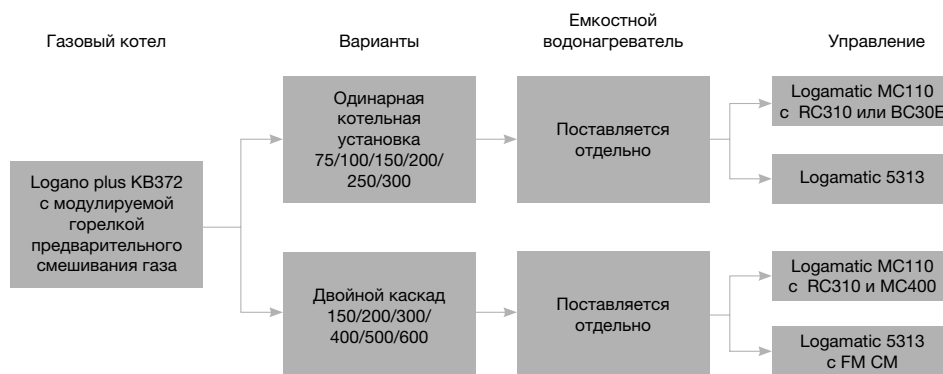 Газовый котел
Варианты
Емкостной
водонагреватель
Управление
Logano plus KB372
с модулируемой
горелкой
предварительного
смешивания газа
Одинарная
котельная
установка
75/100/150/200/
250/300
Поставляется
отдельно
Logamatic MC110
с RC310 или BC30E
Logamatic 5313
Двойной каскад
150/200/300/
400/500/600
Поставляется
отдельно
Logamatic MC110
с RC310 и MC400
Logamatic 5313
с FM CM